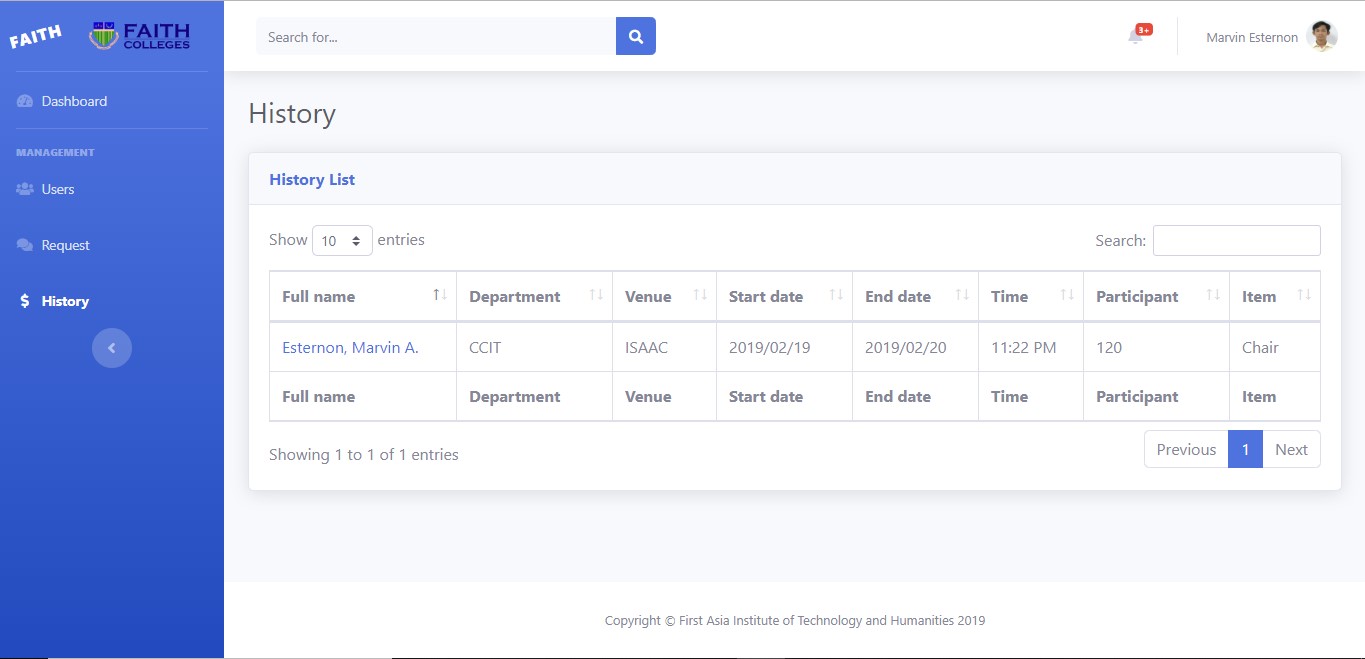 FAITH
FAITH
COLLEGES
Search for...
3+
Marvin Esternon
Dashboard
MANAGEMENT
Users
Request
$ History
History
History List
Show 10 entries
Search:
Full name Department Venue Start date End date Time Participant Item
Esternon, Marvin A. CCIT ISAAC 2019/02/19 2019/02/20 11:22 PM 120 Chair
Full name Department Venue Start date End date Time Participant Item
Showing 1 to 1 of 1 entries
Previous 1 Next
Copyright © First Asia Institute of Technology and Humanities 2019